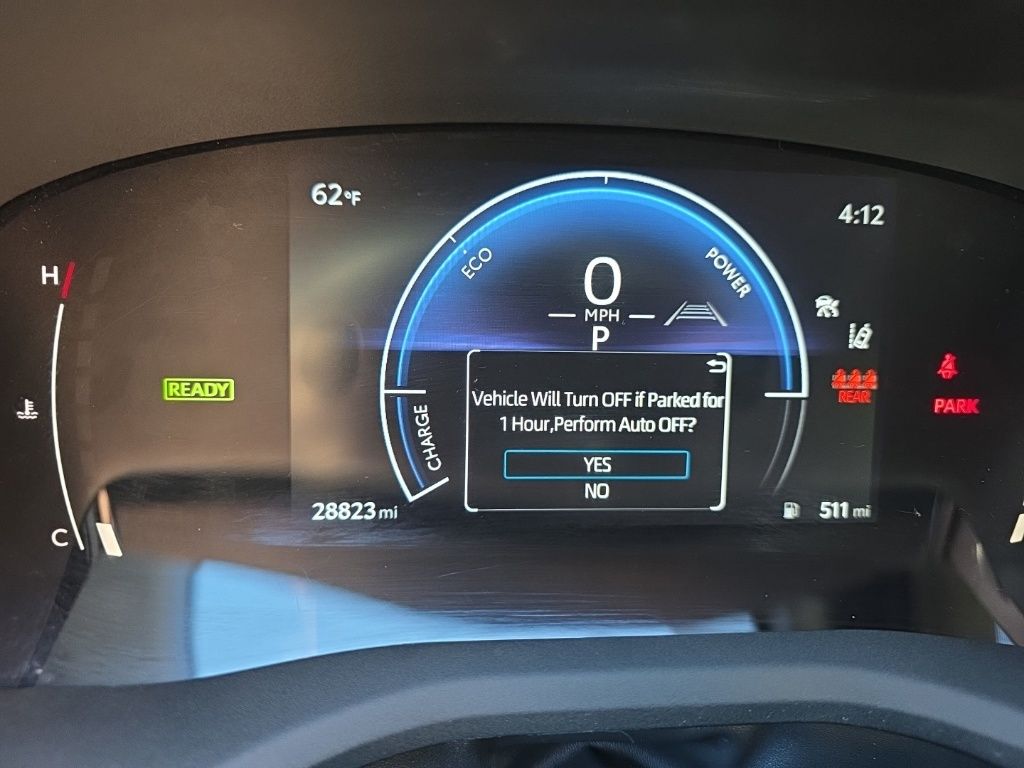 62°F
4:12
H
ECO
POWER
0
MPH
P
READY
Vehicle Will Turn OFF if Parked for
1 Hour,Perform Auto OFF?
YES
NO
REAR
PARK
CHARGE
C
28823 mi
511 mi